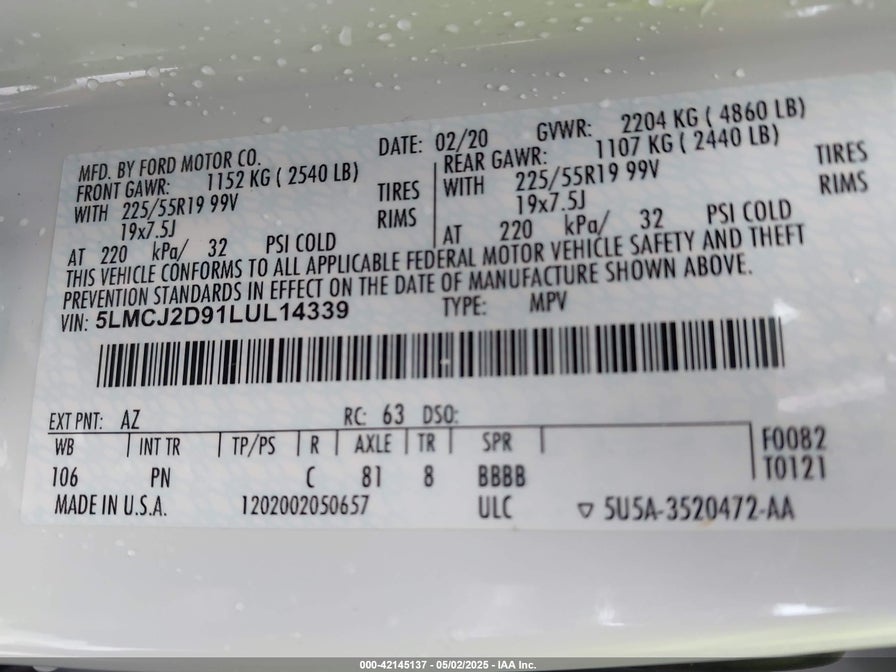 MFD. BY FORD MOTOR CO.
DATE: 02/20 GVWR: 2204 KG ( 4860 LB)
FRONT GAWR: 1152 KG ( 2540 LB)
WITH 225/55R19 99V TIRES
19x7.5J RIMS
AT 220 kPa/ 32 PSI COLD
REAR GAWR: 1107 KG ( 2440 LB)
WITH 225/55R19 99V TIRES
19x7.5J RIMS
AT 220 kPa/ 32 PSI COLD
THIS VEHICLE CONFORMS TO ALL APPLICABLE FEDERAL MOTOR VEHICLE SAFETY AND THEFT
PREVENTION STANDARDS IN EFFECT ON THE DATE OF MANUFACTURE SHOWN ABOVE.
VIN: 5LMCJ2D91LUL14339 TYPE: MPV
EXT PNT: AZ RC: 63 DSO:
WB INT TR TP/PS R AXLE TR SPR F0082
106 PN C 81 8 BBBB T0121
MADE IN U.S.A. 1202002050657 ULC ▽ 5U5A-3520472-AA
000-42145137 - 05/02/2025 - IAA Inc.